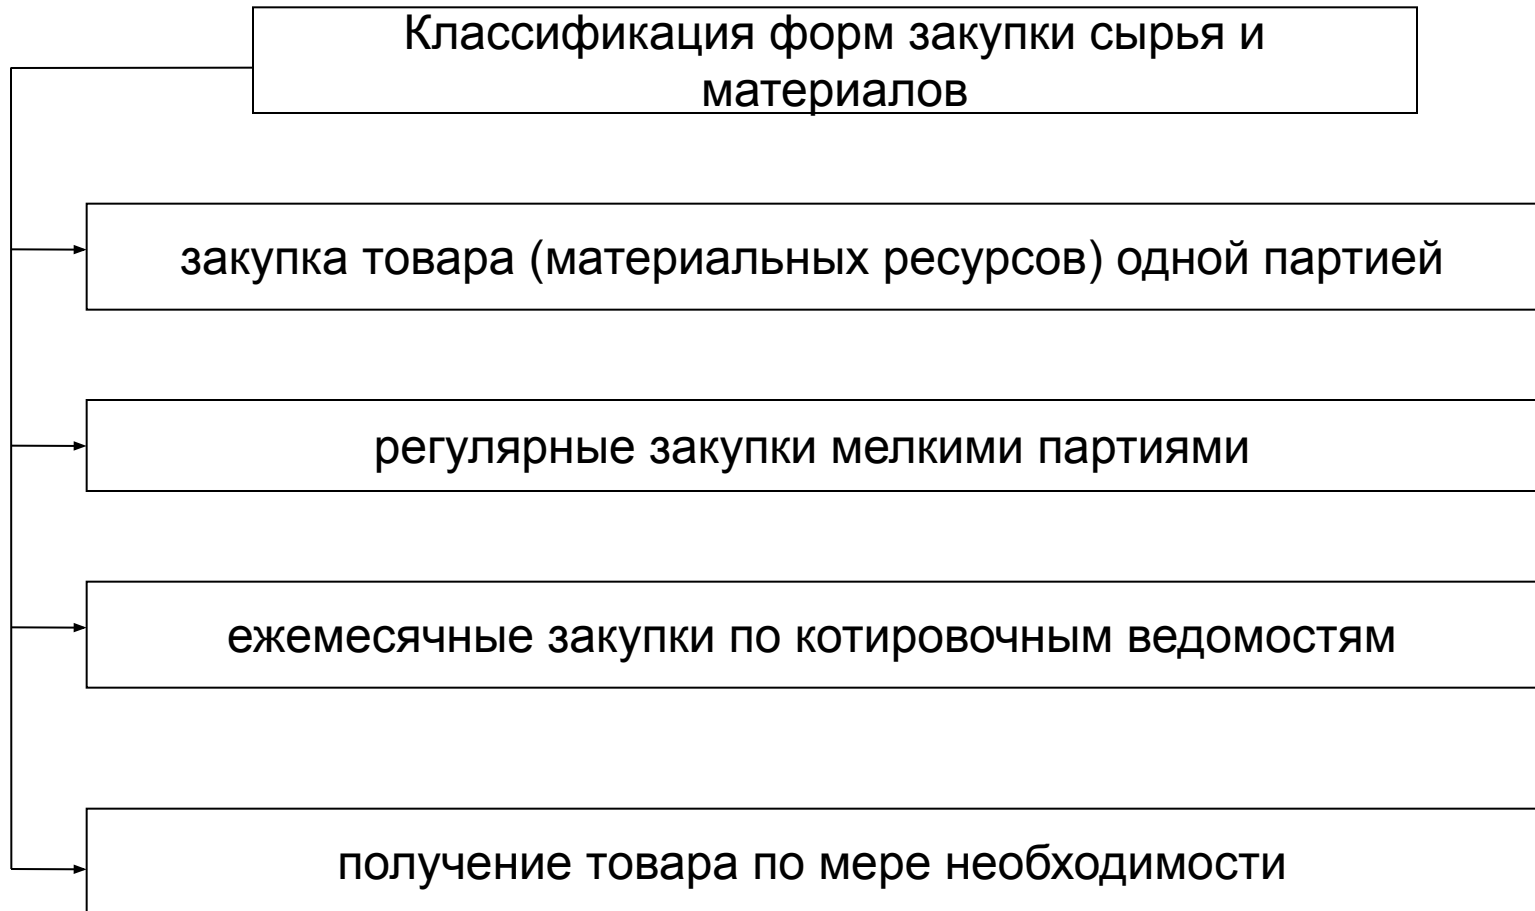 Классификация форм закупки сырья и
материалов
закупка товара (материальных ресурсов) одной партией
регулярные закупки мелкими партиями
ежемесячные закупки по котировочным ведомостям
получение товара по мере необходимости